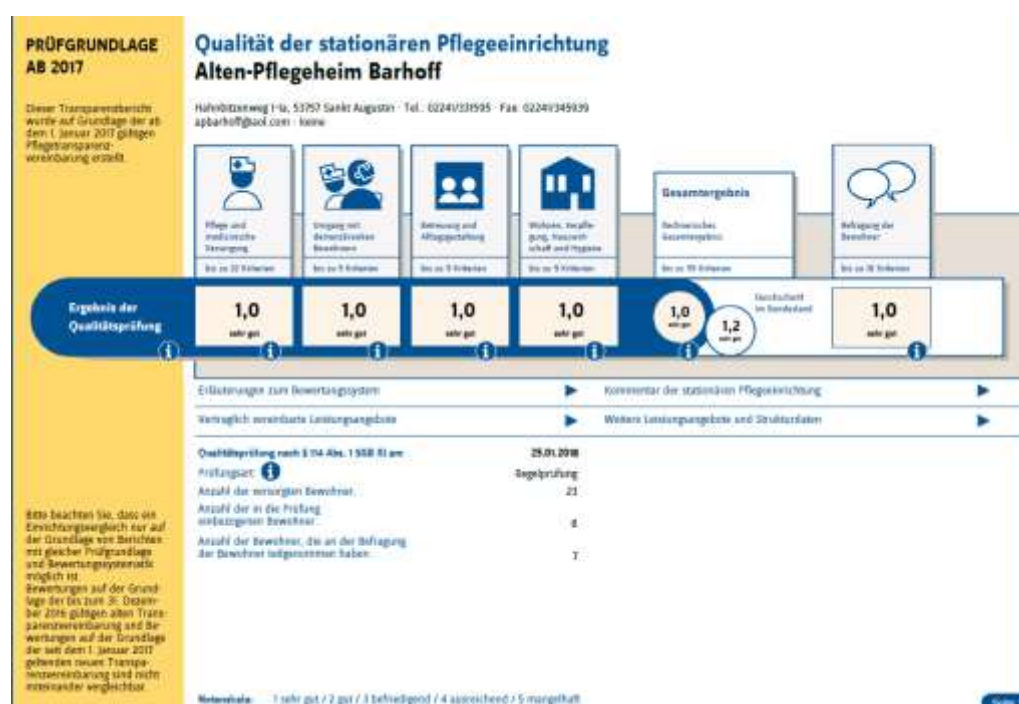 PRÜFGRUNDLAGE
AB 2017
Dieser Transparenzbericht
wurde auf Grundlage der ab
dem 1. Januar 2017 gültigen
Pflegetransparenz-
vereinbarung erstellt.
Qualität der stationären Pflegeeinrichtung
Alten-Pflegeheim Barhoff
53757 Sankt Augustin · Tel.: 02241/331595 · Fax: 02241/345939
apbarhoff@aol.com · keine
Pflege und
medizinische
Versorgung
Umgang mit
demenzkranken
Bewohnern
Betreuung und
Alltagsgestaltung
Wohnen, Verpfle-
gung, Hauswirt-
schaft und Hygiene
Gesamtergebnis
Rechnerisches
Gesamtergebnis
Befragung der
Bewohner
bis zu 32 Kriterien
bis zu 9 Kriterien
bis zu 9 Kriterien
bis zu 9 Kriterien
bis zu 59 Kriterien
bis zu 18 Kriterien
Ergebnis der
Qualitätsprüfung
1,0
sehr gut
1,0
sehr gut
1,0
sehr gut
1,0
sehr gut
1,0
sehr gut
1,2
sehr gut
Durchschnitt
im Bundesland
1,0
sehr gut
Erläuterungen zum Bewertungssystem
Kommentar der stationären Pflegeeinrichtung
Vertraglich vereinbarte Leistungsangebote
Weitere Leistungsangebote und Strukturdaten
Qualitätsprüfung nach § 114 Abs. 1 SGB XI am 29.01.2018
Prüfungsart Regelprüfung
Anzahl der versorgten Bewohner: 23
Anzahl der in die Prüfung
einbezogenen Bewohner: 8
Anzahl der Bewohner, die an der Befragung
der Bewohner teilgenommen haben: 7
Bitte beachten Sie, dass ein
Einrichtungsvergleich nur auf
der Grundlage von Berichten
mit gleicher Prüfgrundlage
und Bewertungssystematik
möglich ist.
Bewertungen auf der Grund-
lage der bis zum 31. Dezem-
ber 2016 gültigen alten Trans-
parenzvereinbarung und Be-
wertungen auf der Grundlage
der seit dem 1. Januar 2017
geltenden neuen Transpa-
renzvereinbarung sind nicht
miteinander vergleichbar.
Notenskala: 1 sehr gut / 2 gut / 3 befriedigend / 4 ausreichend / 5 mangelhaft